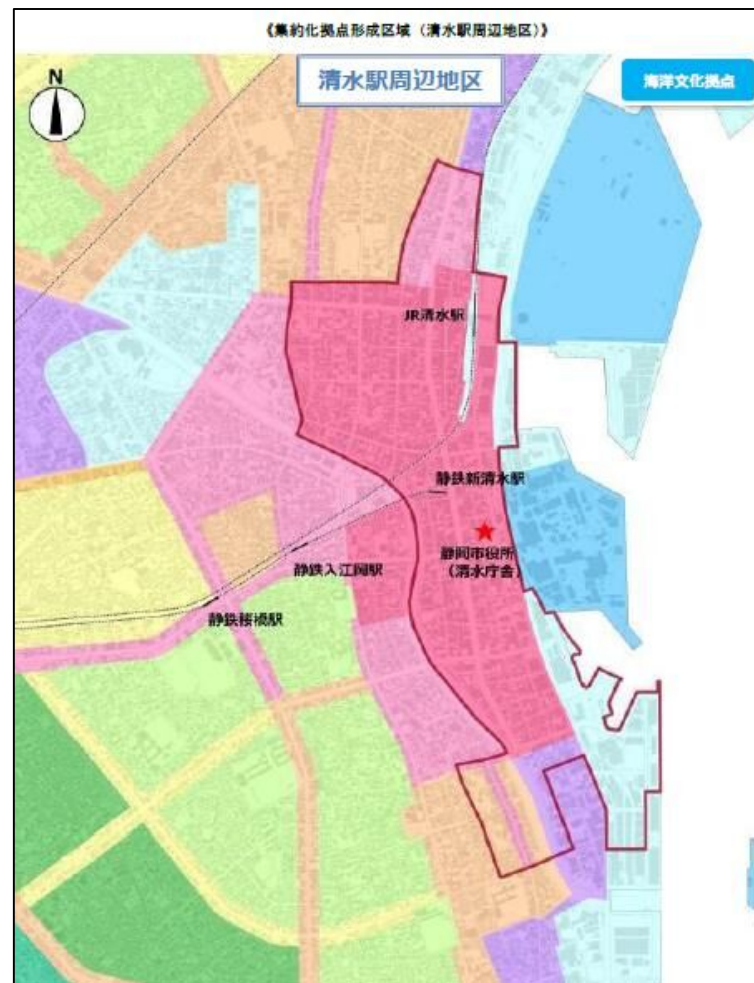 《集約化拠点形成区域（清水駅周辺地区）》
N
清水駅周辺地区
海洋文化拠点
JR清水駅
静鉄新清水駅
静岡市役所
（清水庁舎）
静鉄入江岡駅
静鉄桜橋駅